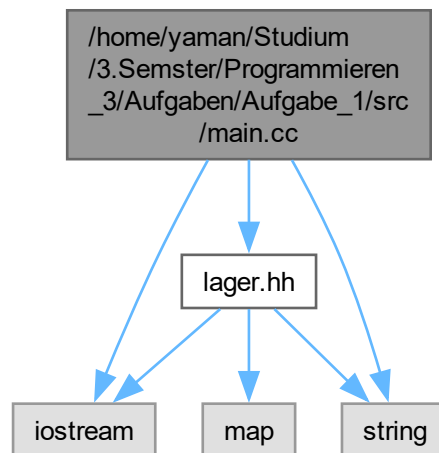 /home/yaman/Studium
/3.Semster/Programmieren
_3/Aufgaben/Aufgabe_1/src
/main.cc
lager.hh
iostream
map
string